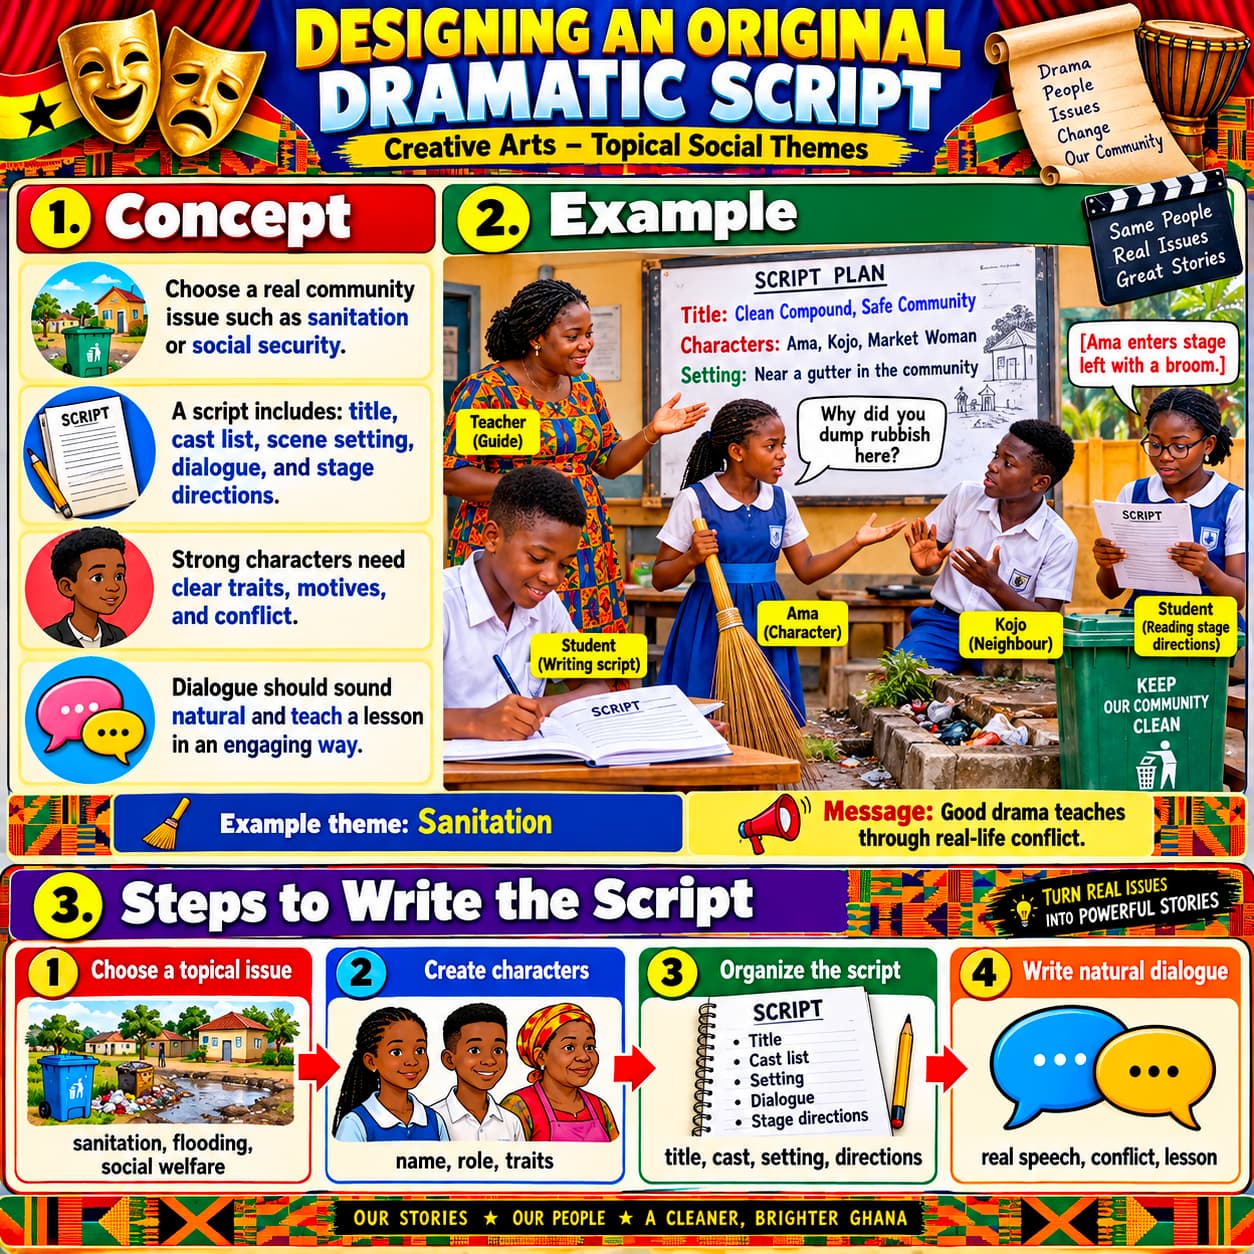 DESIGNING AN ORIGINAL
DRAMATIC SCRIPT
Creative Arts – Topical Social Themes
Drama
People
Issues
Change
Our Community
1. Concept
Choose a real community
issue such as sanitation
or social security.
SCRIPT
A script includes: title,
cast list, scene setting,
dialogue, and stage
directions.
Strong characters need
clear traits, motives,
and conflict.
Dialogue should sound
natural and teach a lesson
in an engaging way.
2. Example
Same People
Real Issues
Great Stories
SCRIPT PLAN
Title: Clean Compound, Safe Community
Characters: Ama, Kojo, Market Woman
Setting: Near a gutter in the community
[Ama enters stage
left with a broom.]
Why did you
dump rubbish
here?
Teacher
(Guide)
Student
(Writing script)
SCRIPT
Ama
(Character)
Kojo
(Neighbour)
SCRIPT
Student
(Reading stage
directions)
KEEP
OUR COMMUNITY
CLEAN
Example theme: Sanitation
Message: Good drama teaches
through real-life conflict.
3. Steps to Write the Script
TURN REAL ISSUES
INTO POWERFUL STORIES
1 Choose a topical issue
sanitation, flooding,
social welfare
2 Create characters
name, role, traits
3 Organize the script
SCRIPT
• Title
• Cast list
• Setting
• Dialogue
• Stage directions
title, cast, setting, directions
4 Write natural dialogue
real speech, conflict, lesson
OUR STORIES ★ OUR PEOPLE ★ A CLEANER, BRIGHTER GHANA